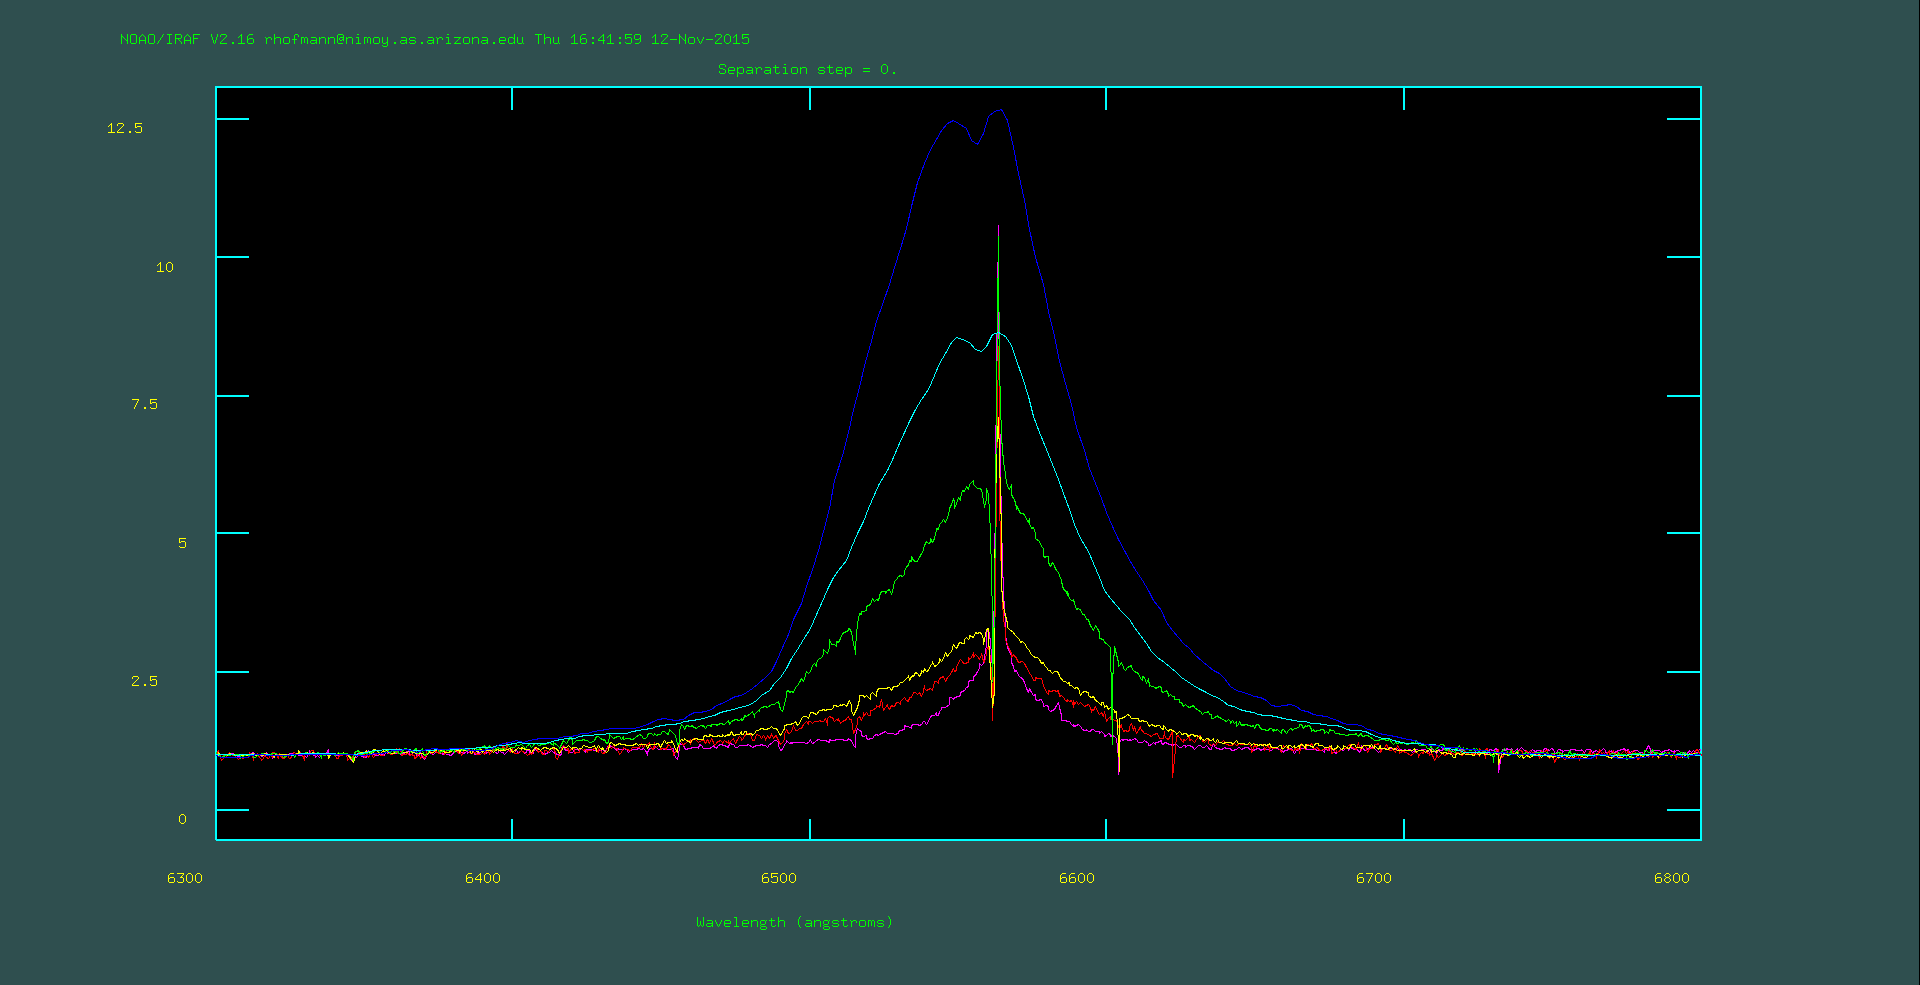 NOAO/IRAF V2.16 rhofmann@nimoy.as.arizona.edu Thu 16:41:59 12-Nov-2015
Separation step = 0.
12.5
10
7.5
5
2.5
0
6300 6400 6500 6600 6700 6800
Wavelength (angstroms)